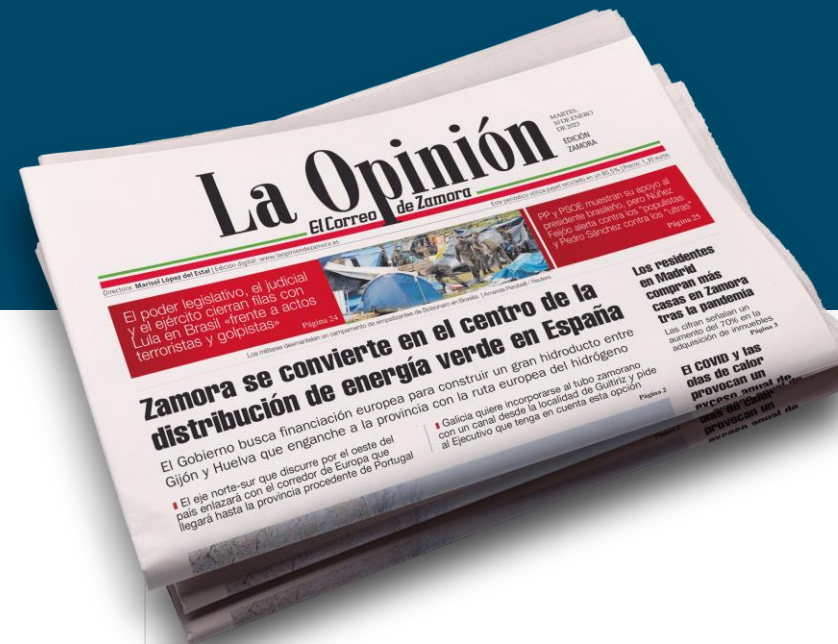 La Opinión
El Correo de Zamora
MARTES,
10 DE ENERO
DE 2023
EDICIÓN
ZAMORA
Directora: Marisol López del Estal | Edición digital: www.laopiniondezamora.es
Este periódico utiliza papel reciclado en un 80,5% | Precio: 1,30 euros
El poder legislativo, el judicial
y el ejército cierran filas con
Lula en Brasil «frente a actos
terroristas y golpistas»
Página 24
PP y PSOE muestran su apoyo al
presidente brasileño, pero Núñez
Feijóo alerta contra los "populistas
y Pedro Sánchez contra los "ultras"
Página 25
Los militares desmantelan un campamento de simpatizantes de Bolsonaro en Brasilia. | Amanda Perobelli / Reuters
Zamora se convierte en el centro de la
distribución de energía verde en España
El Gobierno busca financiación europea para construir un gran hidroducto entre
Gijón y Huelva que enganche a la provincia con la ruta europea del hidrógeno
El eje norte-sur que discurre por el oeste del
país enlazará con el corredor de Europa que
llegará hasta la provincia procedente de Portugal
Galicia quiere incorporarse al tubo zamorano
con un canal desde la localidad de Guitiriz y pide
al Ejecutivo que tenga en cuenta esta opción
Página 2
Los residentes
en Madrid
compran más
casas en Zamora
tras la pandemia
Las cifran señalan un
aumento del 70% en la
adquisición de inmuebles
Página 3
El COVID y las
olas de calor
provocan un
exceso anual de
olas de calor
provocan un
exceso anual de